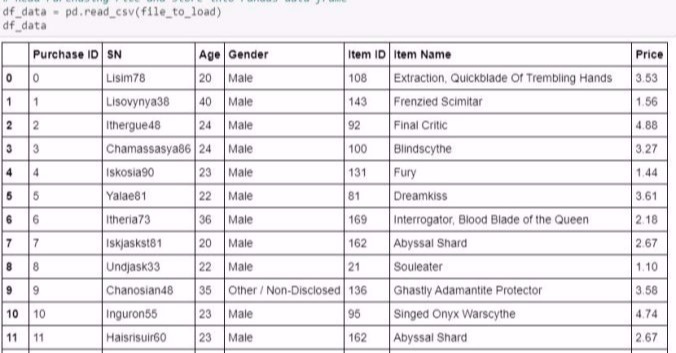 df_data = pd.read_csv(file_to_load)
df_data
Purchase ID SN Age Gender Item ID Item Name Price
0 0 Lisim78 20 Male 108 Extraction, Quickblade Of Trembling Hands 3.53
1 1 Lisovynya38 40 Male 143 Frenzied Scimitar 1.56
2 2 Ithergue48 24 Male 92 Final Critic 4.88
3 3 Chamassasya86 24 Male 100 Blindscythe 3.27
4 4 Iskosia90 23 Male 131 Fury 1.44
5 5 Yalae81 22 Male 81 Dreamkiss 3.61
6 6 Itheria73 36 Male 169 Interrogator, Blood Blade of the Queen 2.18
7 7 Iskjaskst81 20 Male 162 Abyssal Shard 2.67
8 8 Undjask33 22 Male 21 Souleater 1.10
9 9 Chanosian48 35 Other / Non-Disclosed 136 Ghastly Adamantite Protector 3.58
10 10 Inguron55 23 Male 95 Singed Onyx Warscythe 4.74
11 11 Haisrisuir60 23 Male 162 Abyssal Shard 2.67